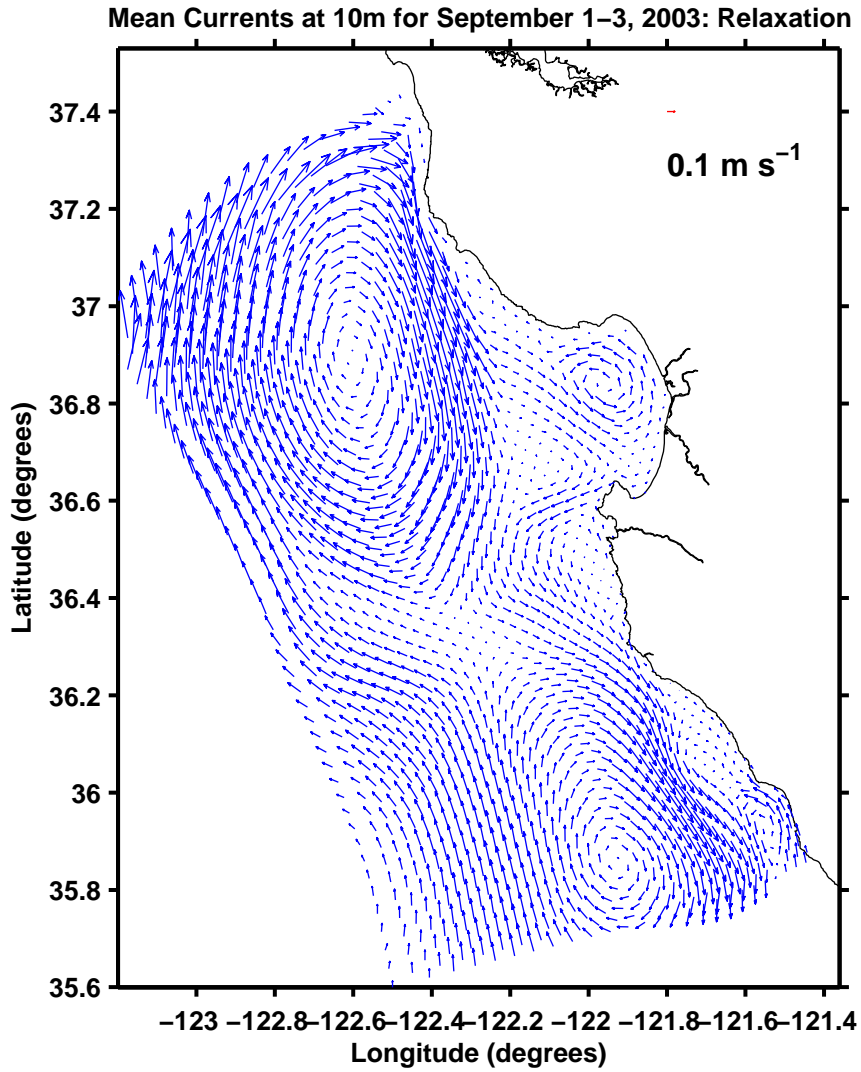 Mean Currents at 10m for September 1−3, 2003: Relaxation
37.4
0.1 m s−1
37.2
37
36.8
36.6
36.4
36.2
36
35.8
35.6
Latitude (degrees)
−123 −122.8 −122.6 −122.4 −122.2 −122 −121.8 −121.6 −121.4
Longitude (degrees)